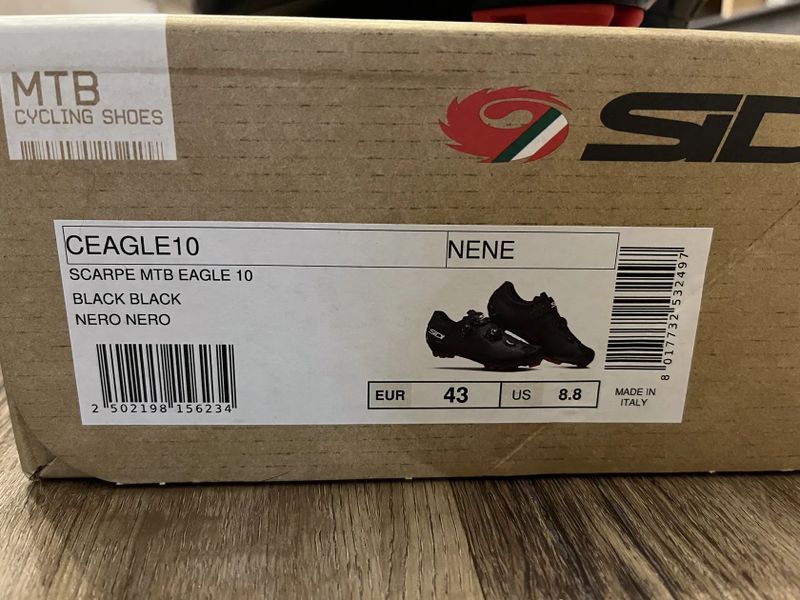 MTB
CYCLING SHOES
SID
CEAGLE10 NENE
SCARPE MTB EAGLE 10
BLACK BLACK
NERO NERO
SIDI
2 502198 156234
EUR 43 US 8.8
8 017732 532497
MADE IN
ITALY